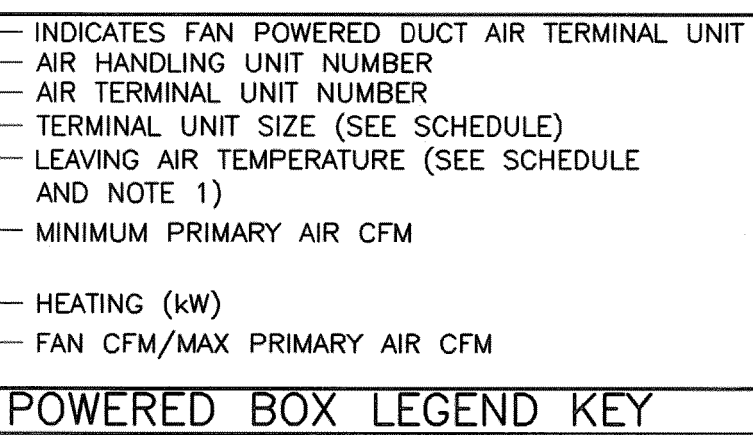 INDICATES FAN POWERED DUCT AIR TERMINAL UNIT
AIR HANDLING UNIT NUMBER
AIR TERMINAL UNIT NUMBER
TERMINAL UNIT SIZE (SEE SCHEDULE)
LEAVING AIR TEMPERATURE (SEE SCHEDULE
AND NOTE 1)
MINIMUM PRIMARY AIR CFM
HEATING (kW)
FAN CFM/MAX PRIMARY AIR CFM
POWERED BOX LEGEND KEY